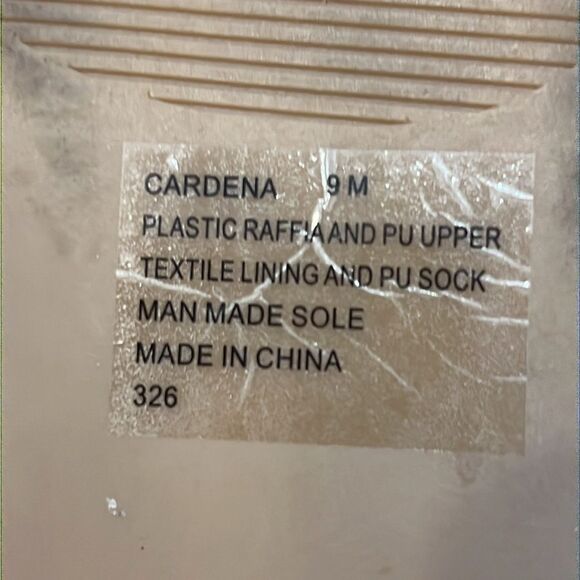 CARDENA 9 M
PLASTIC RAFFIA AND PU UPPER
TEXTILE LINING AND PU SOCK
MAN MADE SOLE
MADE IN CHINA
326